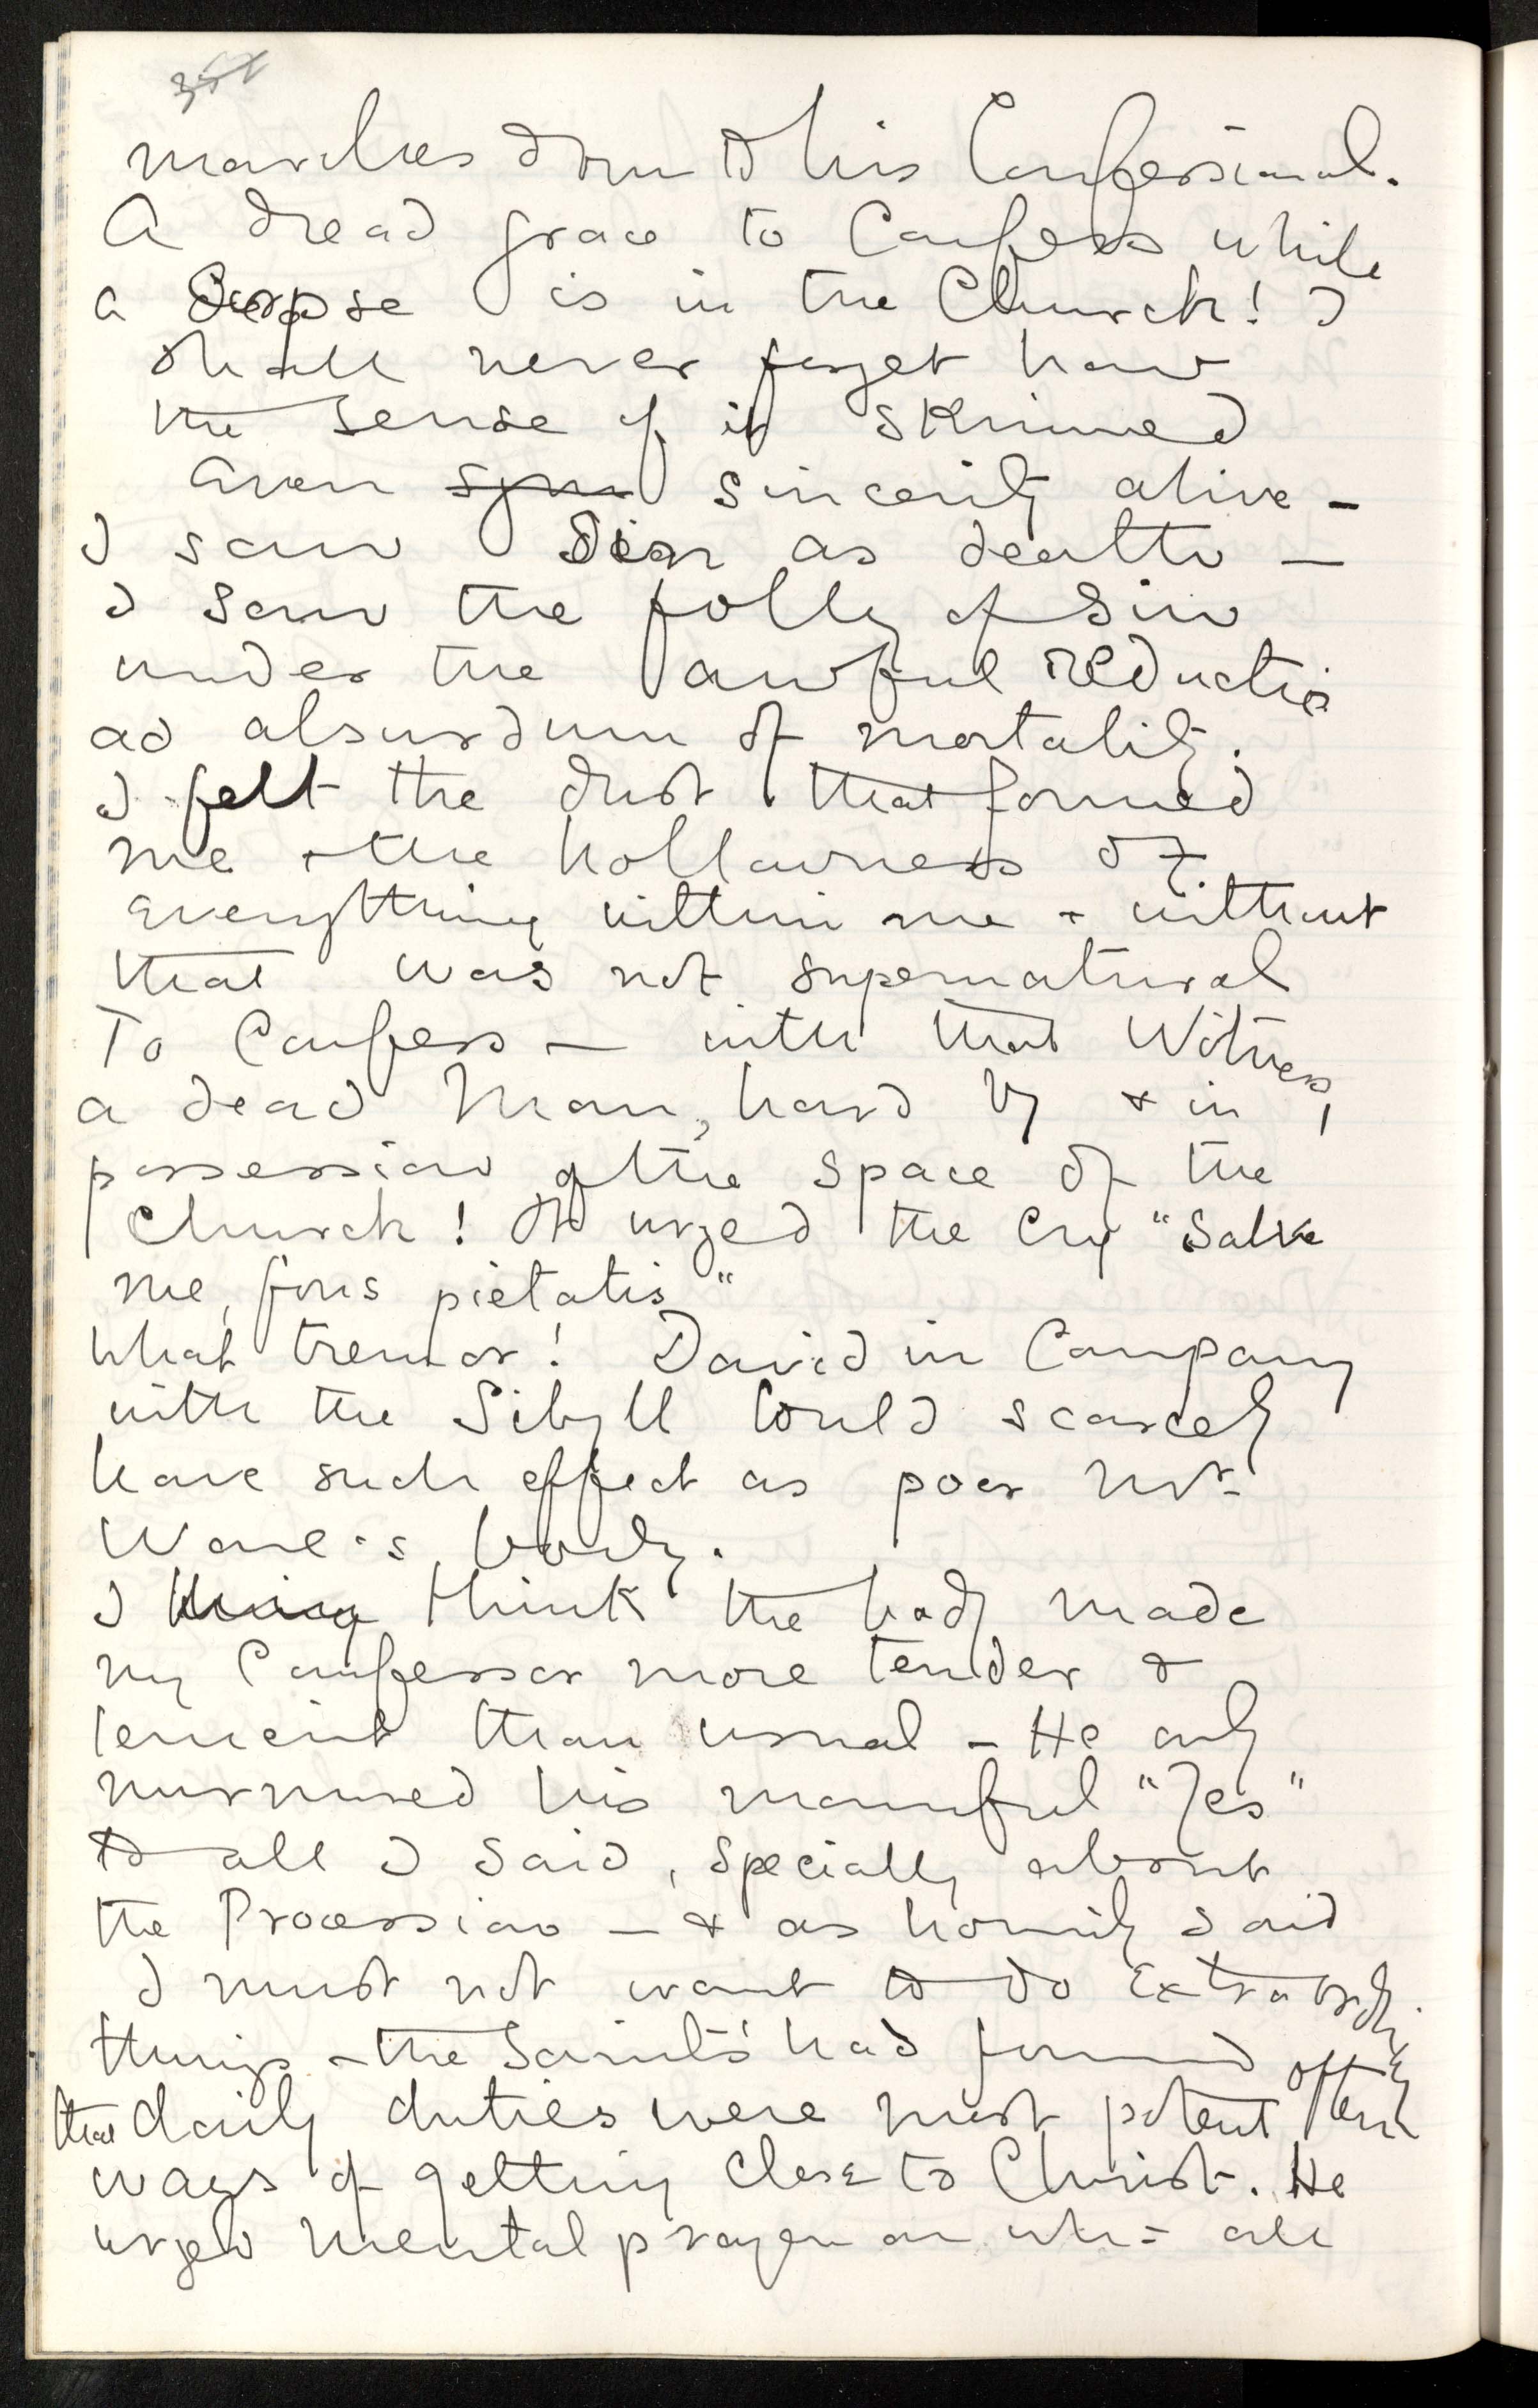 marches down to his Confessional.
A dread grace to Confess while
a Corpse is in the Church! I
shall never forget how
the sense of it skinned
even sincerity alive –
I saw Sin as death –
I saw the folly of Sin
under the awful reductio
ad absurdum of mortality.
I felt the dust that formed
me & the hollowness of
everything within me & without
that was not supernatural
To Confess – with that Witness,
a dead Man, hard by & in
possession of the space of the
Church! It urged the Cry "Salve
me, fons pietatis"
What tremor! David in Company
with the Sibyll Could scarcely
have such effect as poor Mr
's body.
I think the body made
my Confessor more tender &
lenient than usual – He only
murmured his mournful "Yes"
to all I said, specially about
the Procession – & as homily said
I must not want to do Extraordy
things – the Saints' had found often
that daily duties were most potent
ways of getting close to Christ. He
urged mental prayer on wh= all